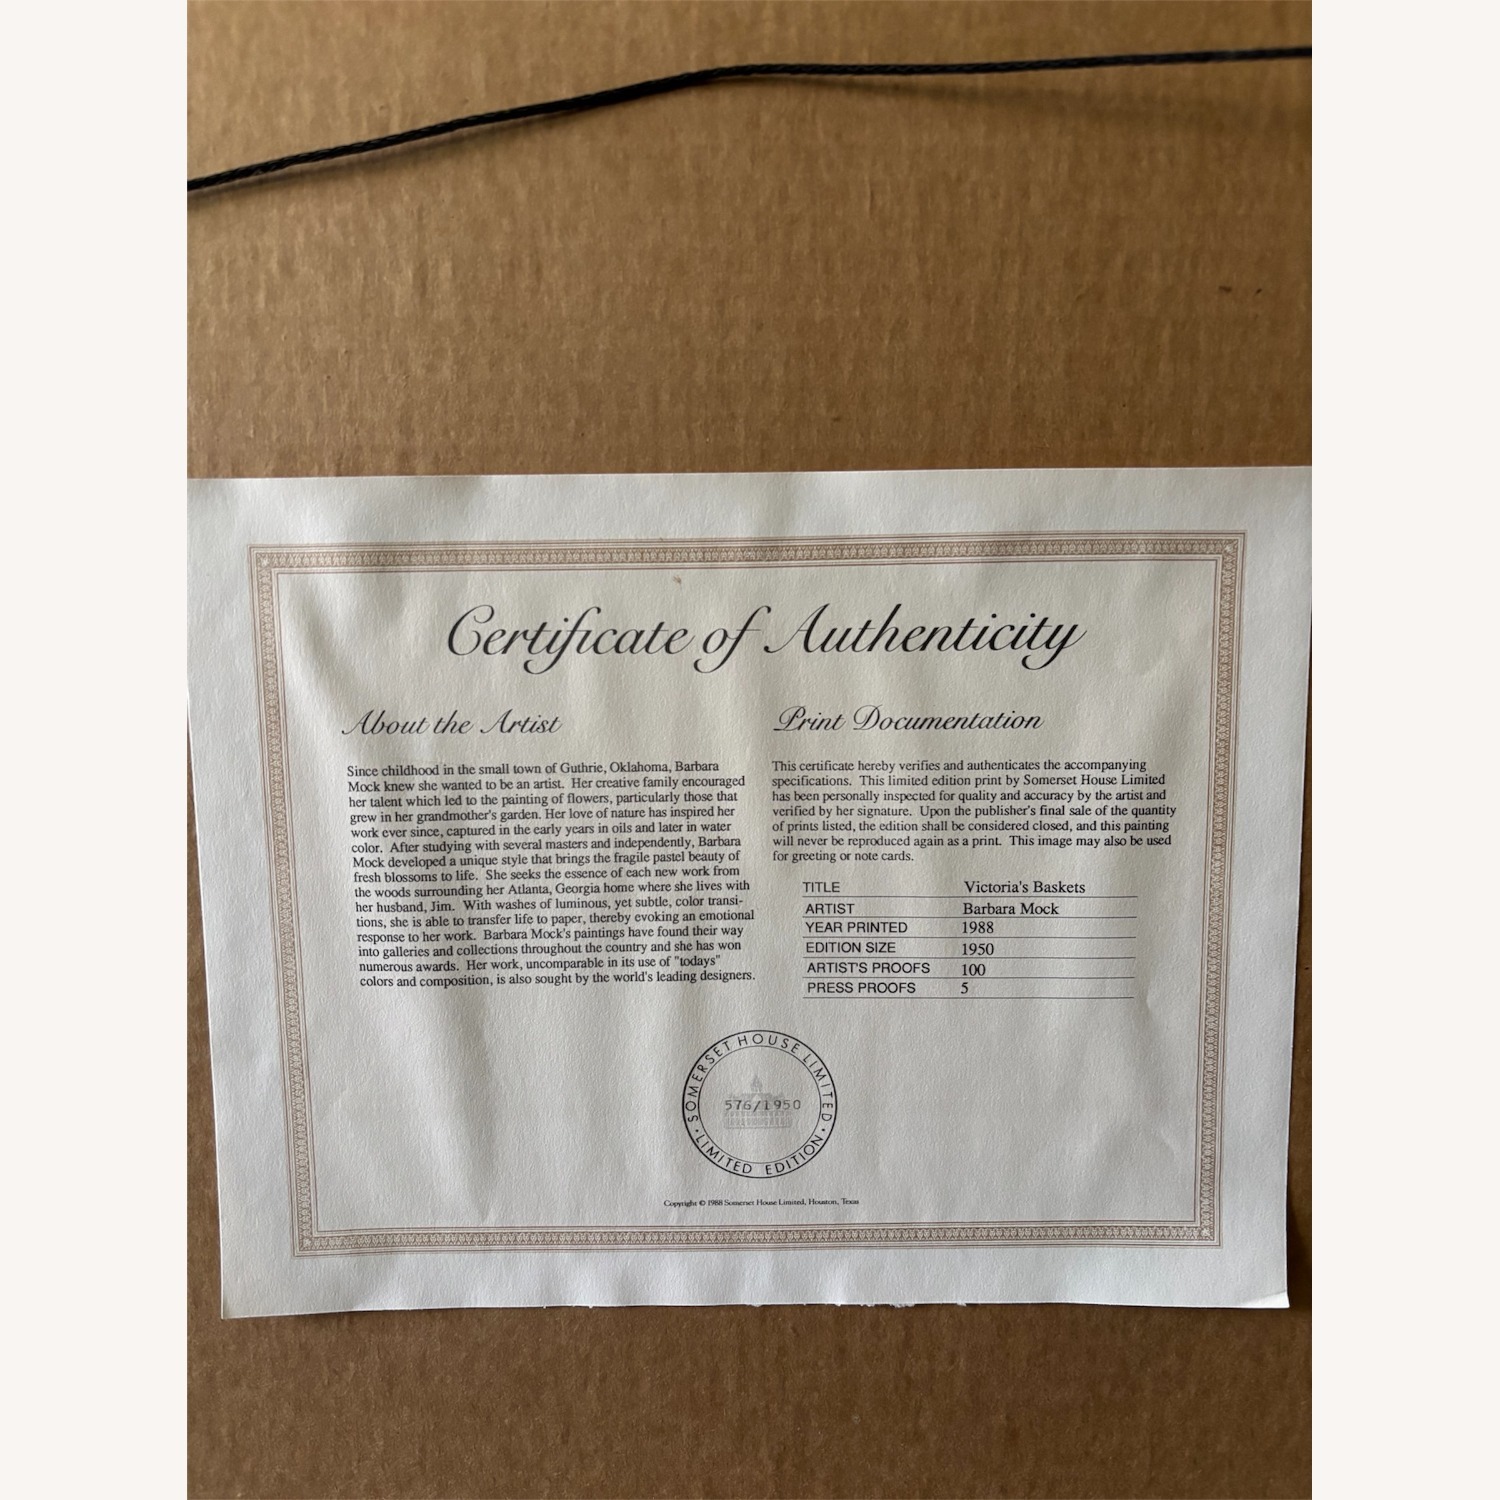 Certificate of Authenticity
About the Artist
Since childhood in the small town of Guthrie, Oklahoma, Barbara
Mock knew she wanted to be an artist. Her creative family encouraged
her talent which led to the painting of flowers, particularly those that
grew in her grandmother's garden. Her love of nature has inspired her
work ever since, captured in the early years in oils and later in water
color. After studying with several masters and independently, Barbara
Mock developed a unique style that brings the fragile pastel beauty of
fresh blossoms to life. She seeks the essence of each new work from
the woods surrounding her Atlanta, Georgia home where she lives with
her husband, Jim. With washes of luminous, yet subtle, color transi-
tions, she is able to transfer life to paper, thereby evoking an emotional
response to her work. Barbara Mock's paintings have found their way
into galleries and collections throughout the country and she has won
numerous awards. Her work, uncomparable in its use of "todays"
colors and composition, is also sought by the world's leading designers.
Print Documentation
This certificate hereby verifies and authenticates the accompanying
specifications. This limited edition print by Somerset House Limited
has been personally inspected for quality and accuracy by the artist and
verified by her signature. Upon the publisher's final sale of the quantity
of prints listed, the edition shall be considered closed, and this painting
will never be reproduced again as a print. This image may also be used
for greeting or note cards.
TITLE Victoria's Baskets
ARTIST Barbara Mock
YEAR PRINTED 1988
EDITION SIZE 1950
ARTIST'S PROOFS 100
PRESS PROOFS 5
SOMERSET HOUSE LIMITED
576/1950
• LIMITED EDITION •
Copyright © 1988 Somerset House Limited, Houston, Texas